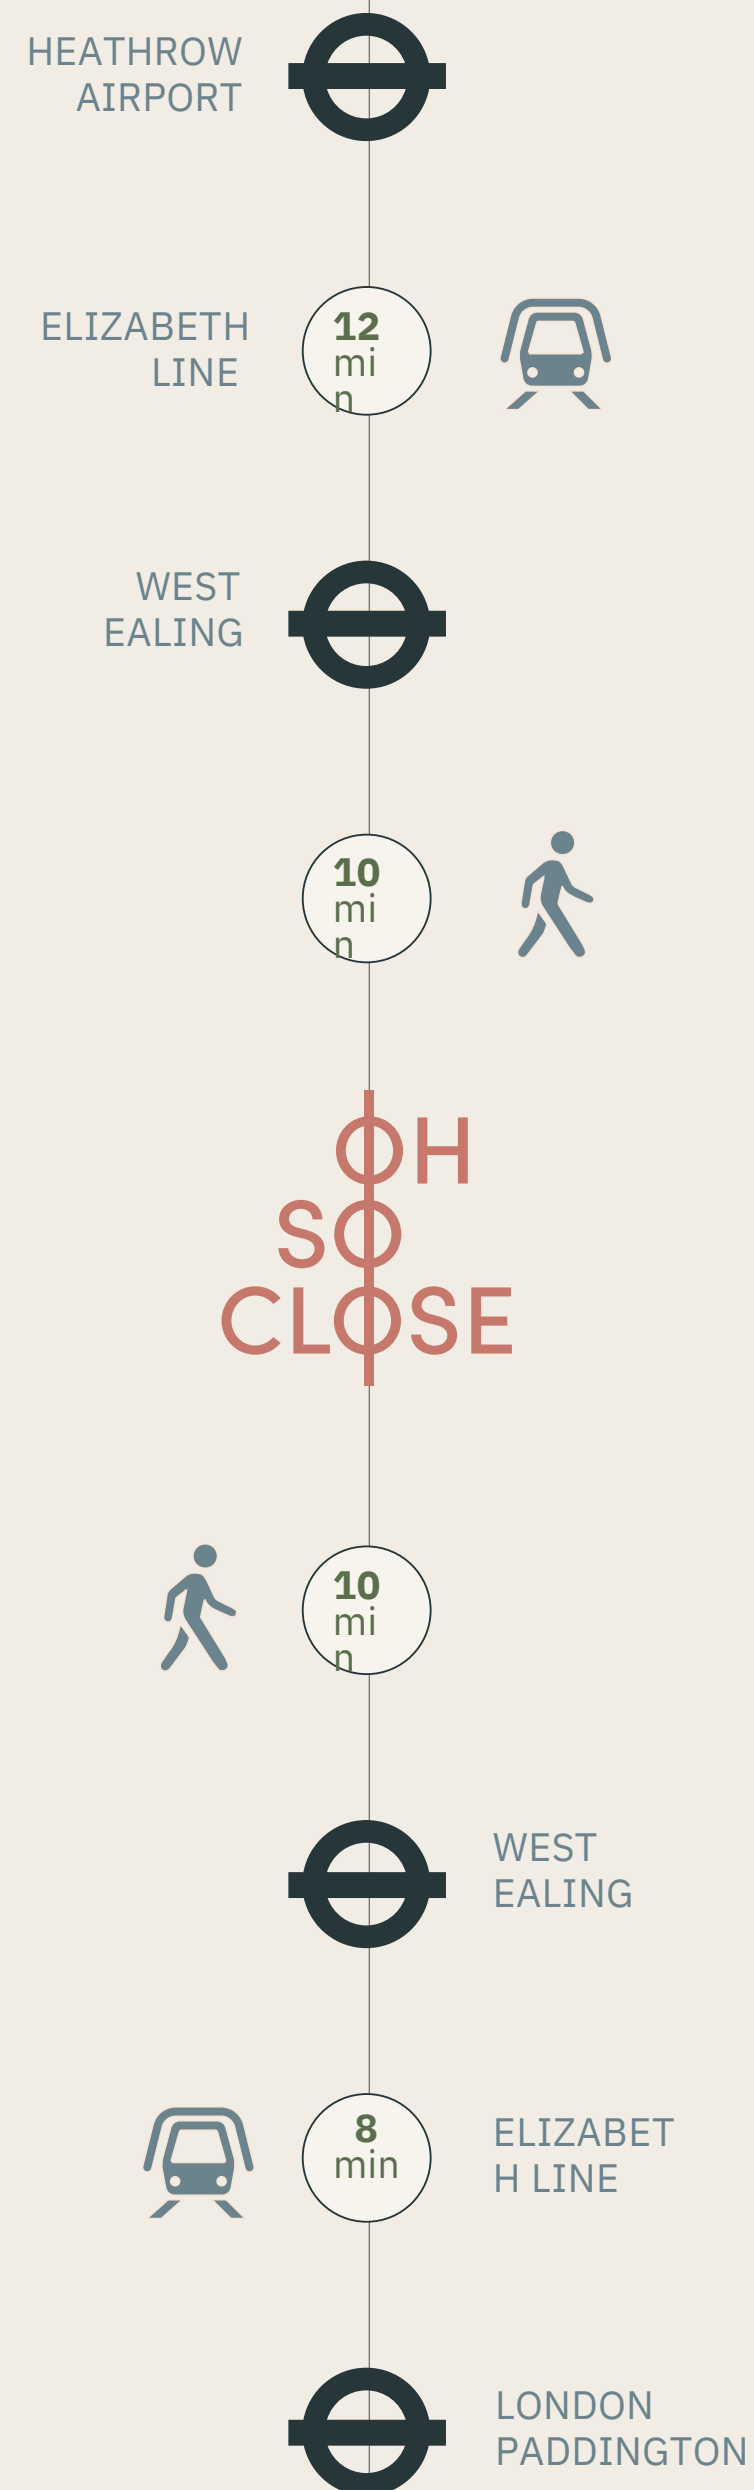 HEATHROW
AIRPORT
ELIZABETH
LINE
12
mi
n
WEST
EALING
10
mi
n
OH
SO
CLOSE
10
mi
n
WEST
EALING
8
min
ELIZABET
H LINE
LONDON
PADDINGTON